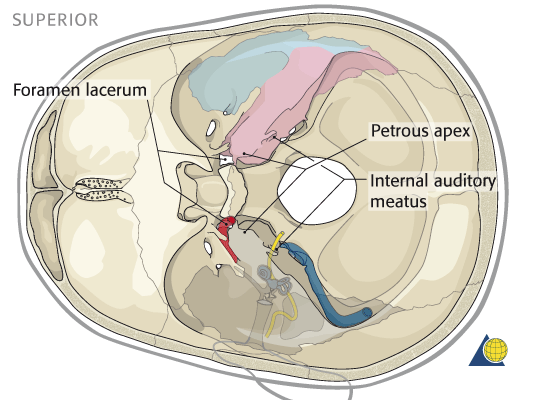 SUPERIOR
Foramen lacerum
Petrous apex
Internal auditory
meatus